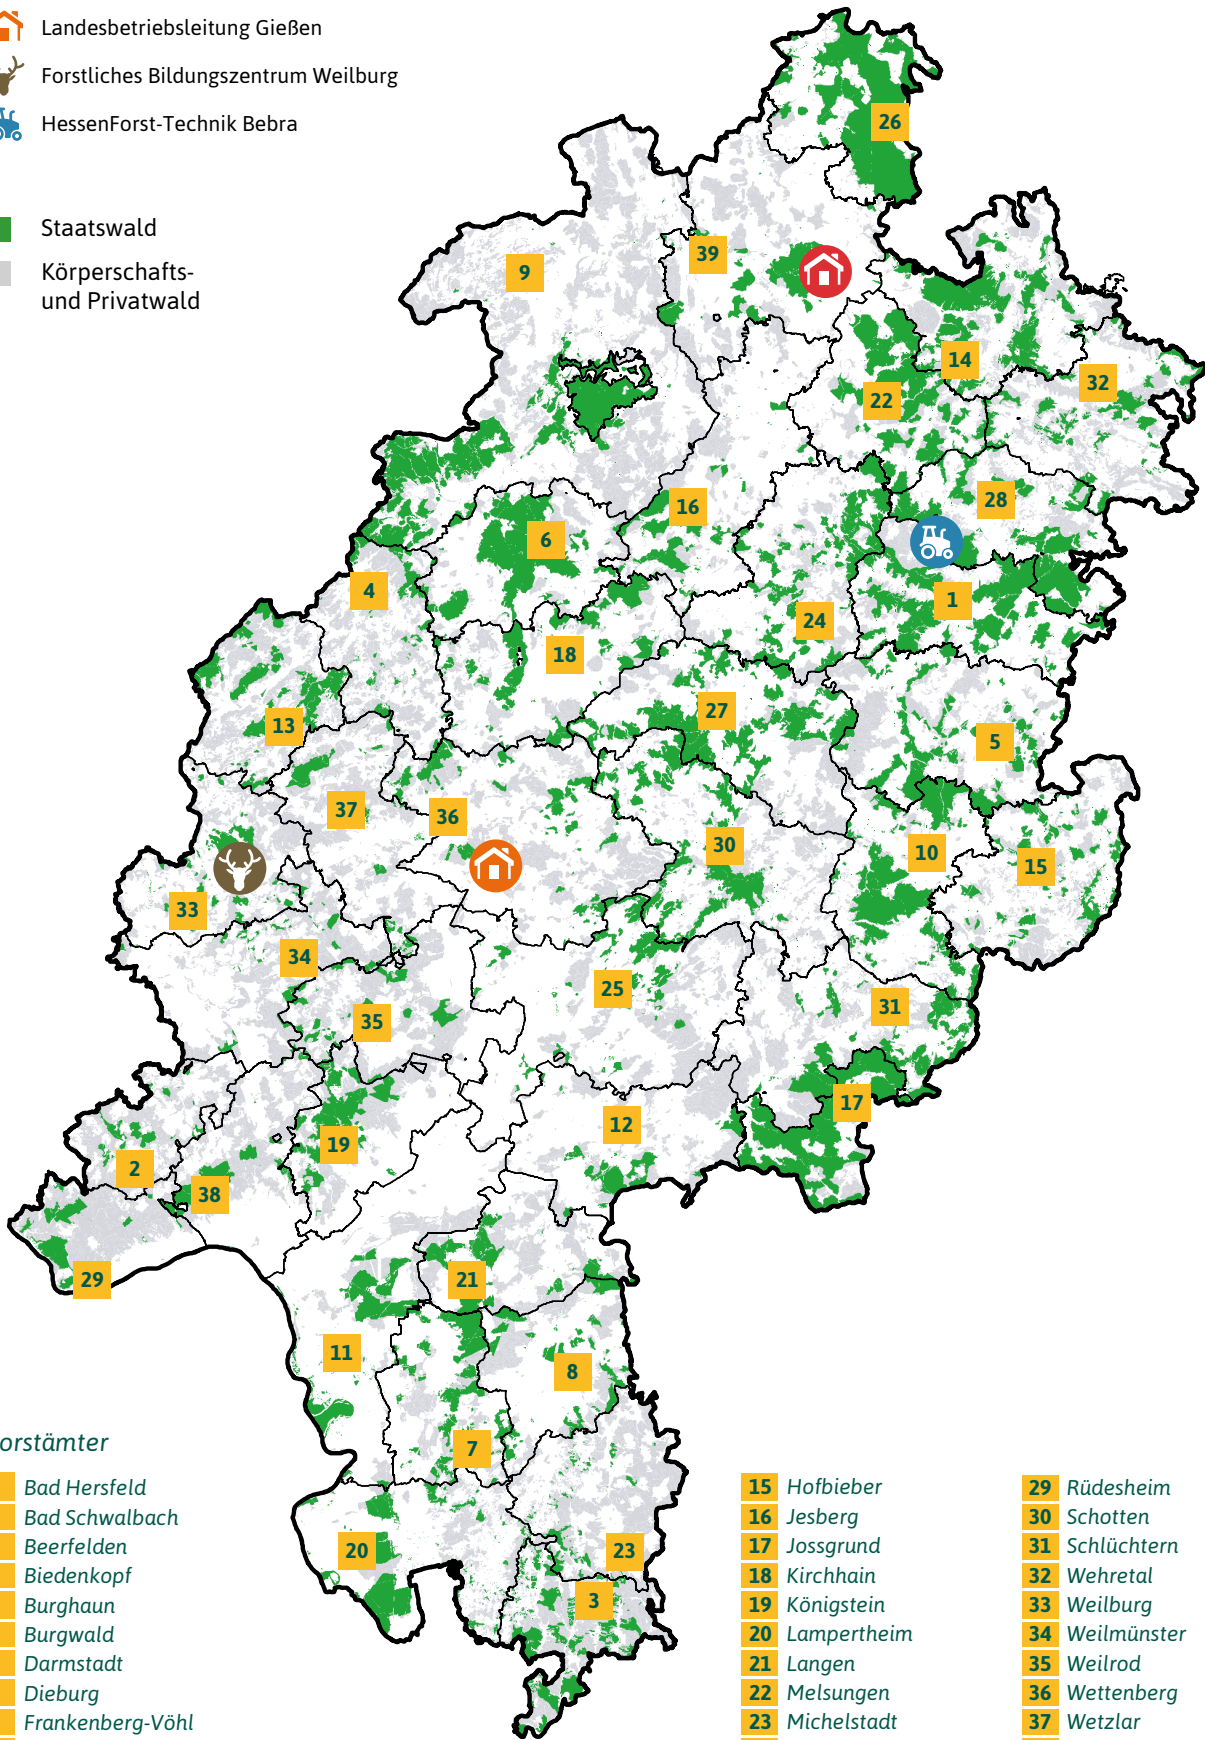 Landesbetriebsleitung Gießen
Forstliches Bildungszentrum Weilburg
HessenForst-Technik Bebra
Staatswald
Körperschafts-
und Privatwald
26
39
9
14
32
22
16
28
6
4
1
24
18
27
13
5
37
36
30
10
15
33
34
25
31
35
17
12
19
2
38
29
21
11
8
7
20
23
3
orstämter
Bad Hersfeld
Bad Schwalbach
Beerfelden
Biedenkopf
Burghaun
Burgwald
Darmstadt
Dieburg
Frankenberg-Vöhl
15 Hofbieber
16 Jesberg
17 Jossgrund
18 Kirchhain
19 Königstein
20 Lampertheim
21 Langen
22 Melsungen
23 Michelstadt
29 Rüdesheim
30 Schotten
31 Schlüchtern
32 Wehretal
33 Weilburg
34 Weilmünster
35 Weilrod
36 Wettenberg
37 Wetzlar